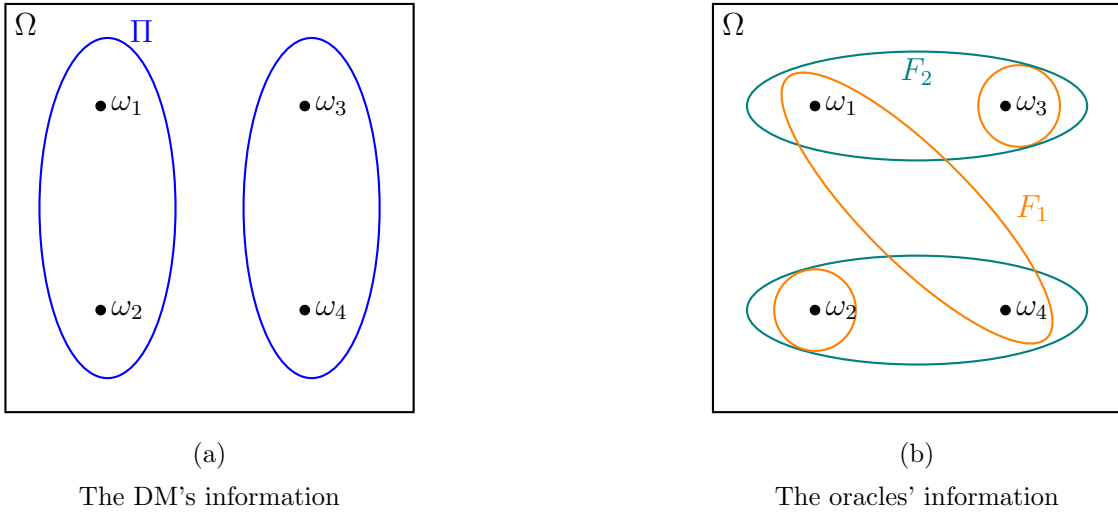 Ω
Π
ω₁
ω₃
ω₂
ω₄
(a)
The DM's information
Ω
F₂
ω₁
ω₃
F₁
ω₂
ω₄
(b)
The oracles' information